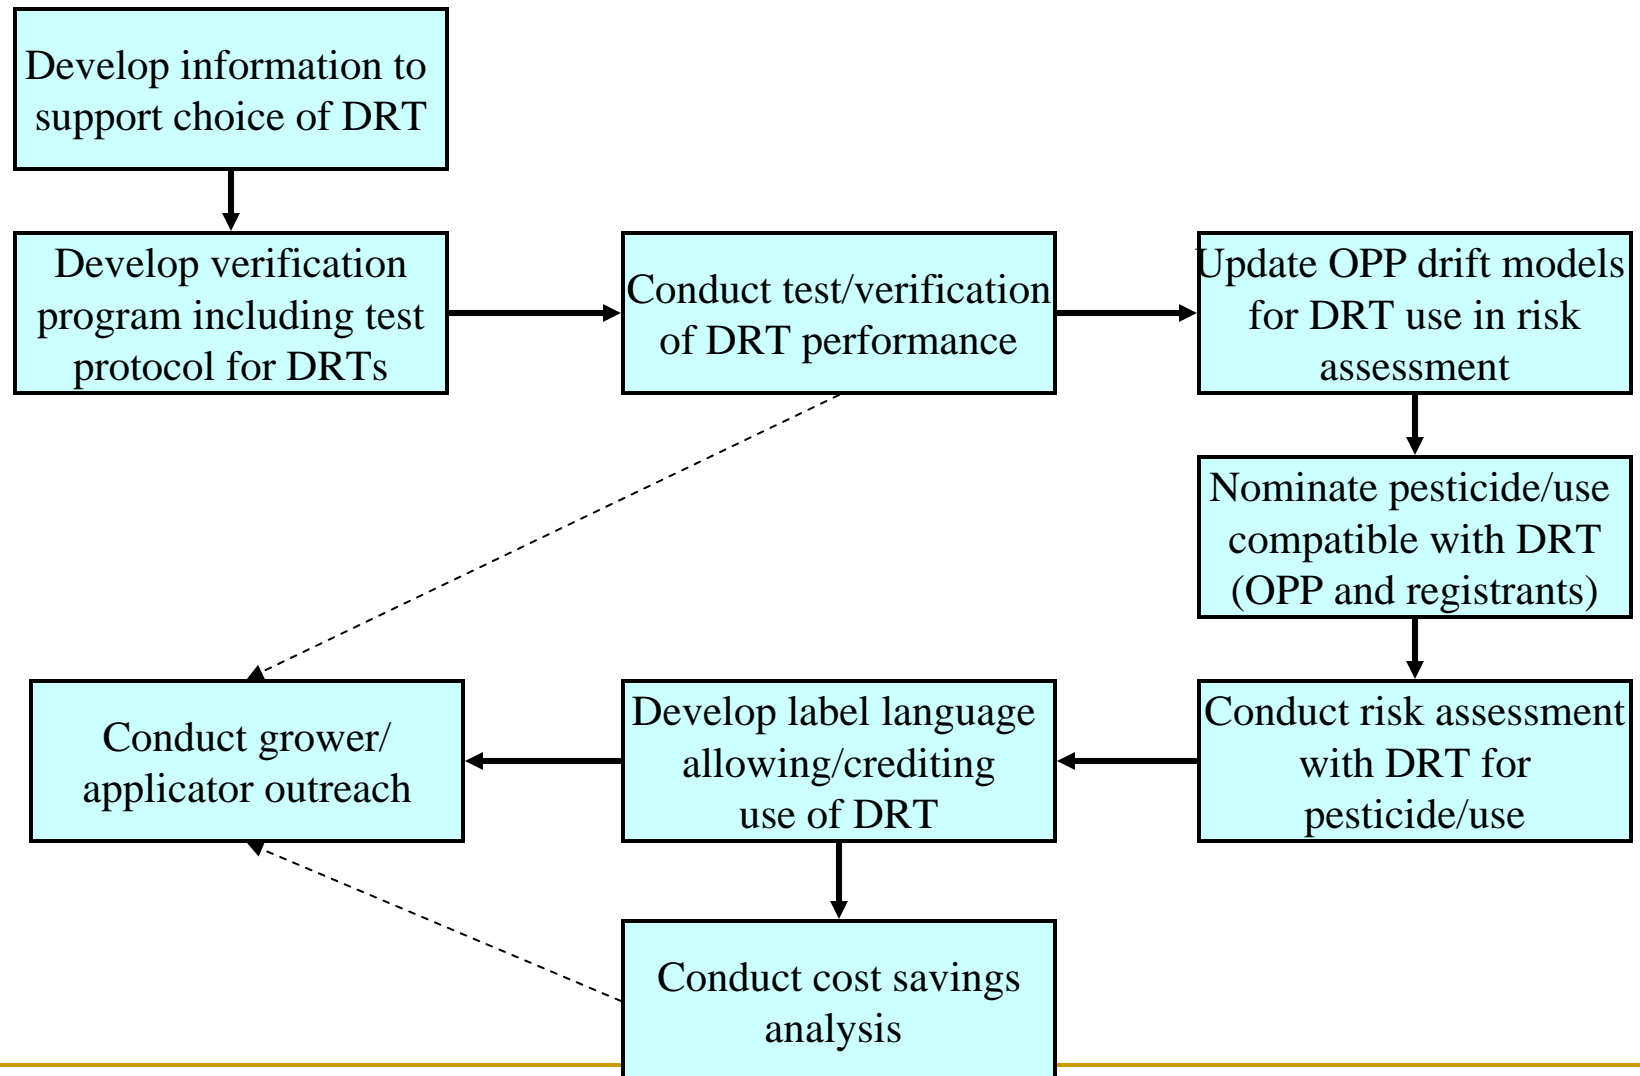 Develop information to
support choice of DRT
Develop verification
program including test
protocol for DRTs
Conduct test/verification
of DRT performance
Update OPP drift models
for DRT use in risk
assessment
Nominate pesticide/use
compatible with DRT
(OPP and registrants)
Conduct risk assessment
with DRT for
pesticide/use
Develop label language
allowing/crediting
use of DRT
Conduct grower/
applicator outreach
Conduct cost savings
analysis